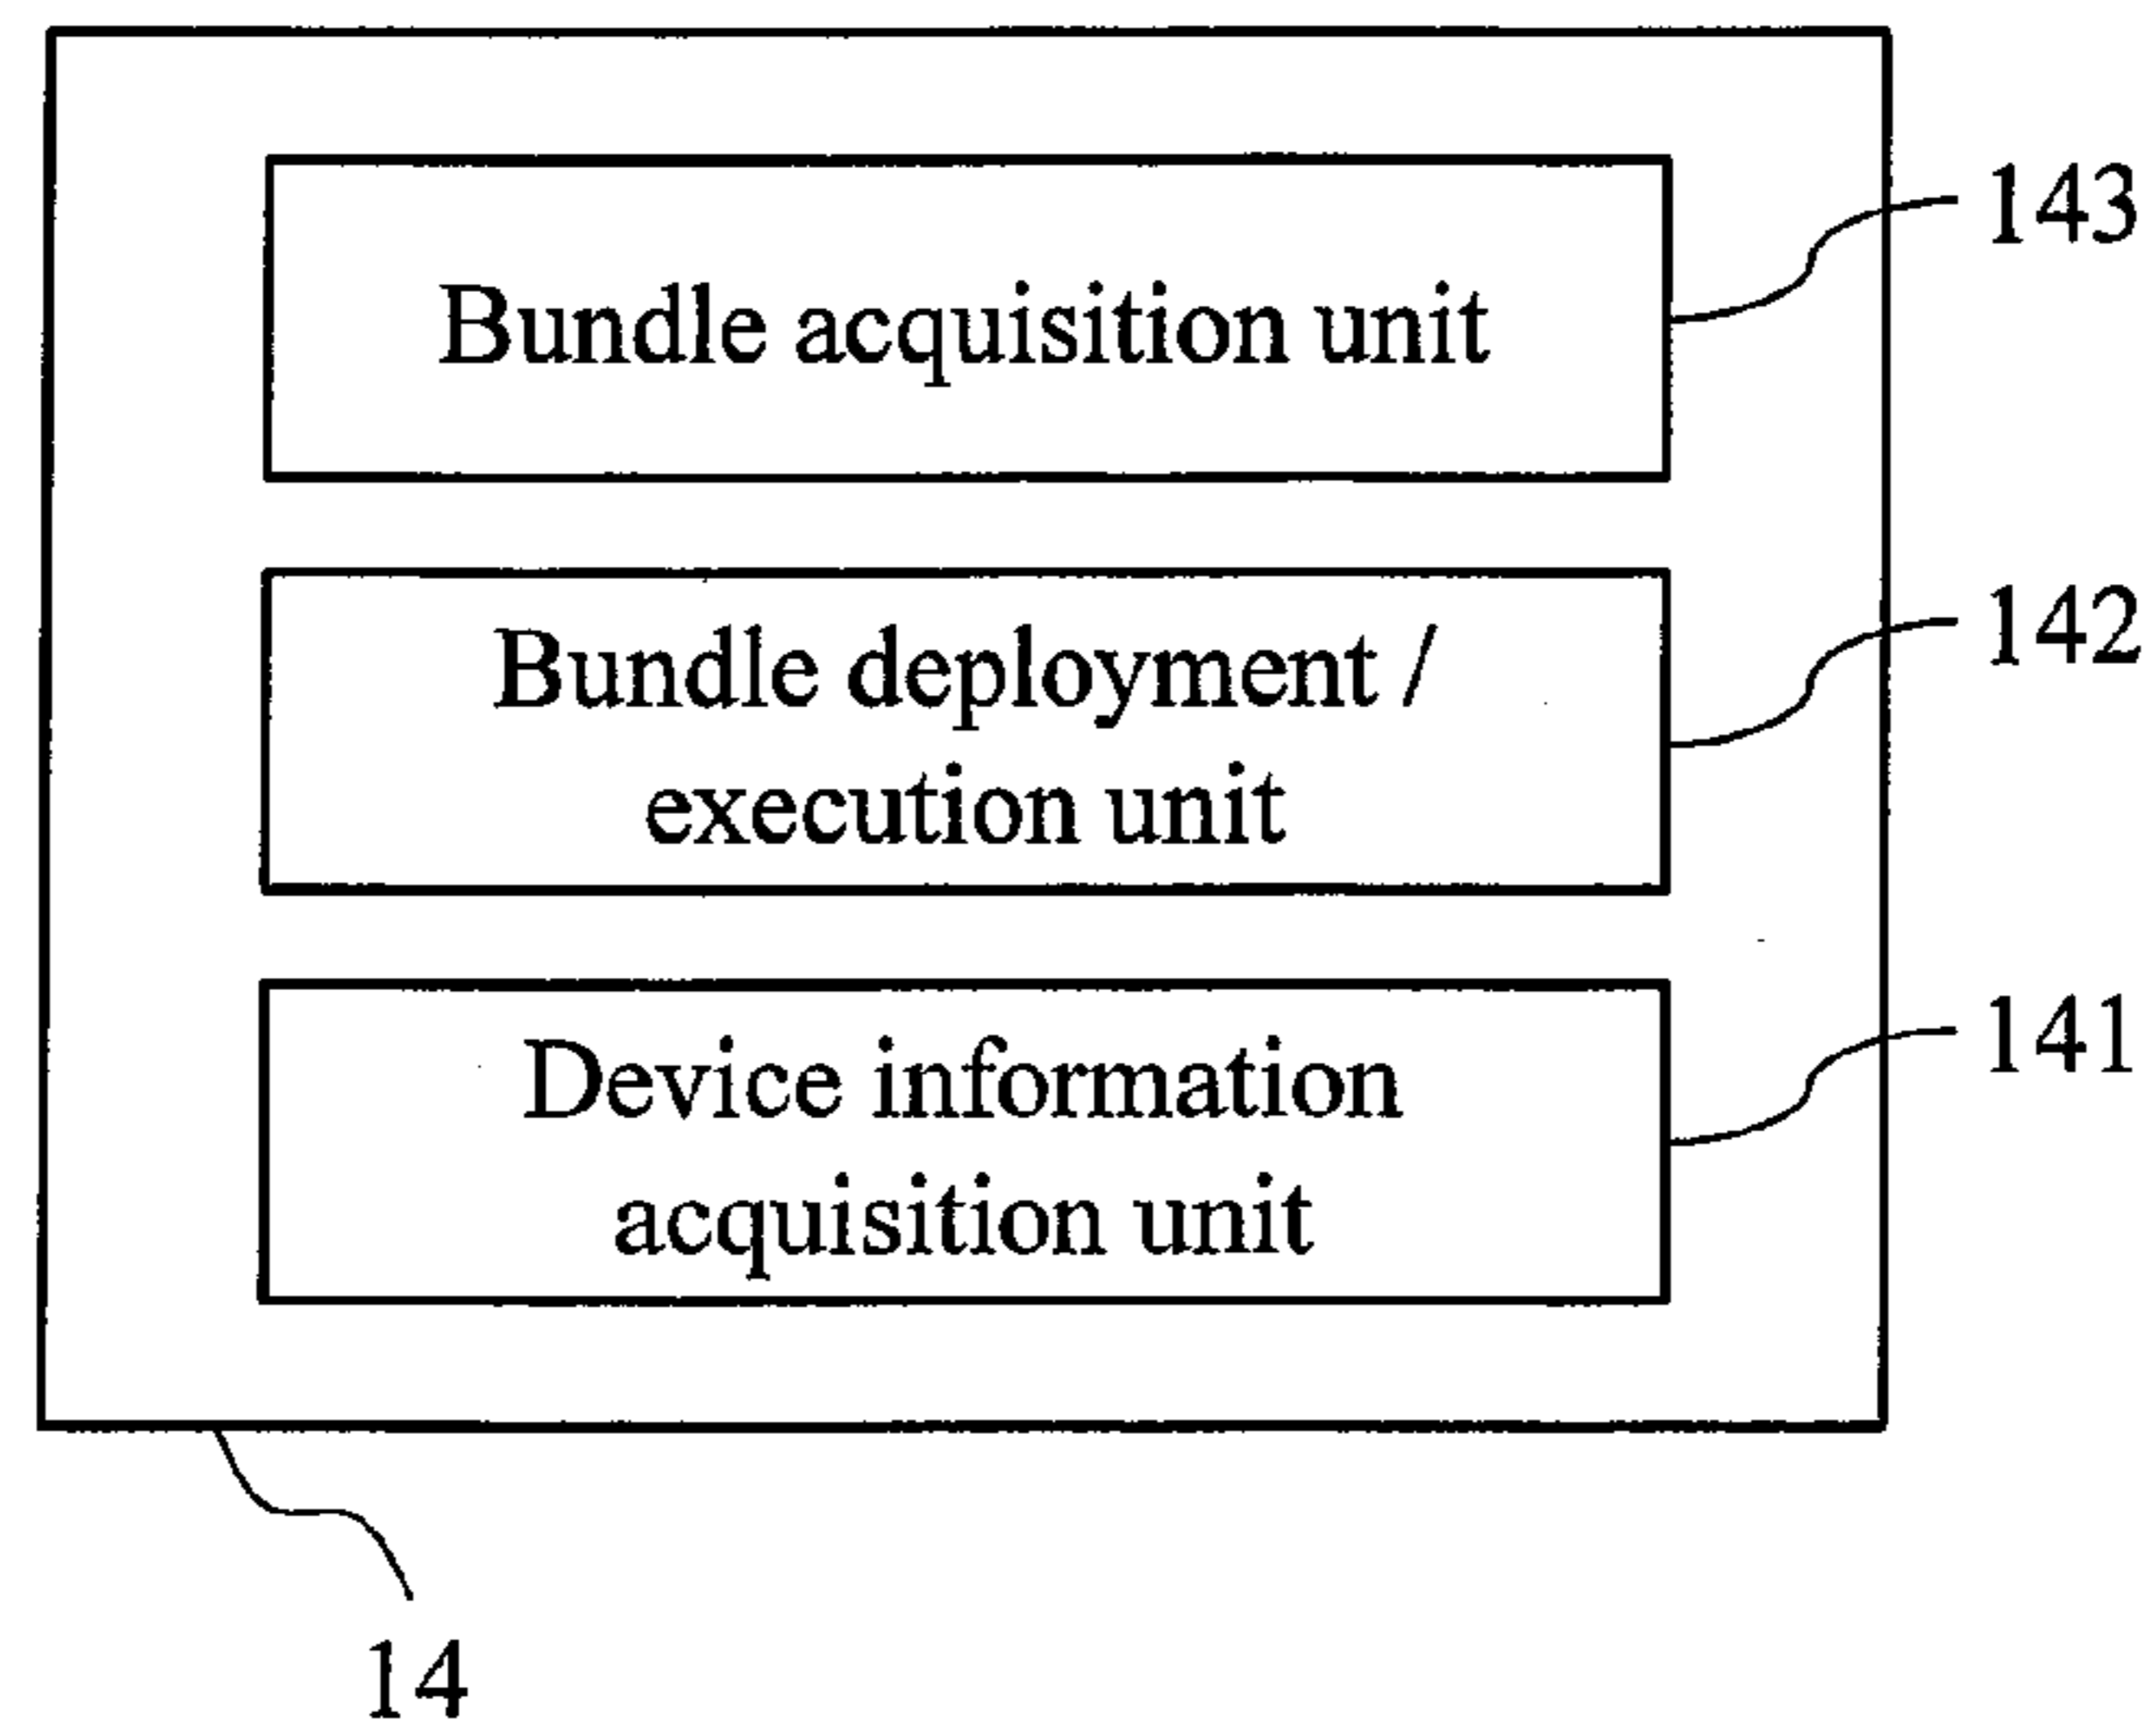 143
Bundle acquisition unit
142
Bundle deployment /
execution unit
141
Device information
acquisition unit
14